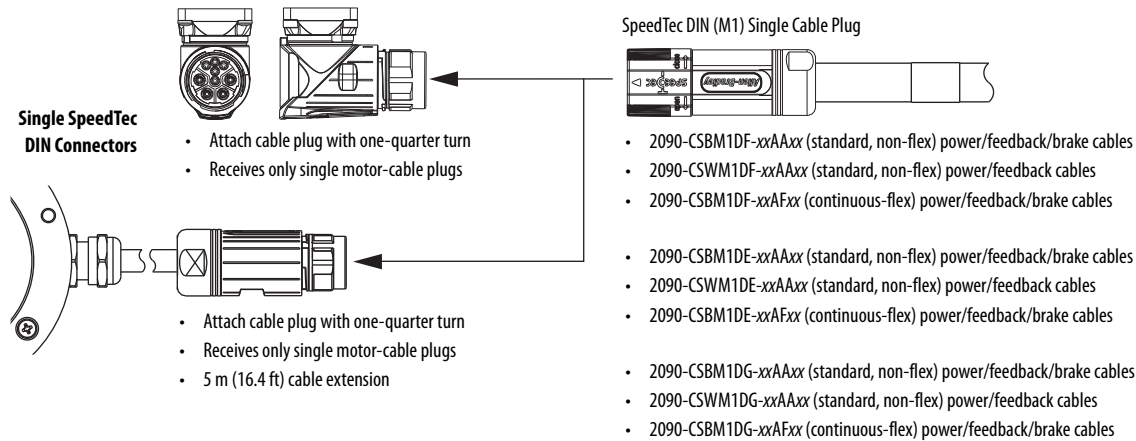 SpeedTec DIN (M1) Single Cable Plug
Allen-Bradley
Single SpeedTec
DIN Connectors
• Attach cable plug with one-quarter turn
• Receives only single motor-cable plugs
• Attach cable plug with one-quarter turn
• Receives only single motor-cable plugs
• 5 m (16.4 ft) cable extension
• 2090-CSBM1DF-xxAAxx (standard, non-flex) power/feedback/brake cables
• 2090-CSWM1DF-xxAAxx (standard, non-flex) power/feedback cables
• 2090-CSBM1DF-xxAFxx (continuous-flex) power/feedback/brake cables
• 2090-CSBM1DE-xxAAxx (standard, non-flex) power/feedback/brake cables
• 2090-CSWM1DE-xxAAxx (standard, non-flex) power/feedback cables
• 2090-CSBM1DE-xxAFxx (continuous-flex) power/feedback/brake cables
• 2090-CSBM1DG-xxAAxx (standard, non-flex) power/feedback/brake cables
• 2090-CSWM1DG-xxAAxx (standard, non-flex) power/feedback cables
• 2090-CSBM1DG-xxAFxx (continuous-flex) power/feedback/brake cables